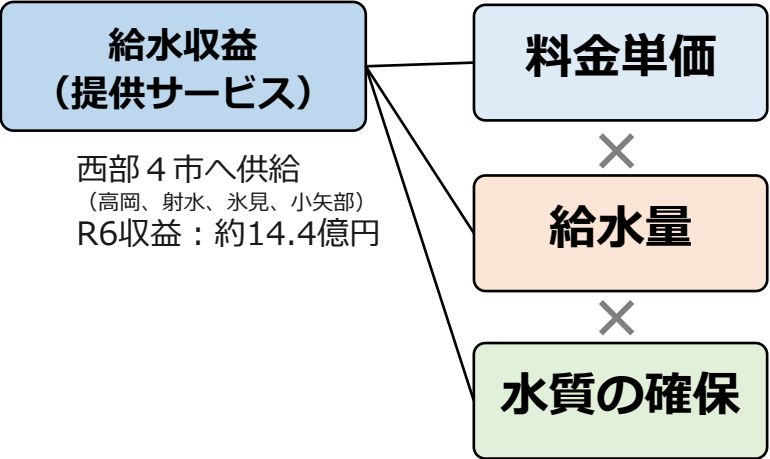 給水収益
（提供サービス）
西部４市へ供給
（高岡、射水、氷見、小矢部）
R6収益：約14.4億円
料金単価
×
給水量
×
水質の確保